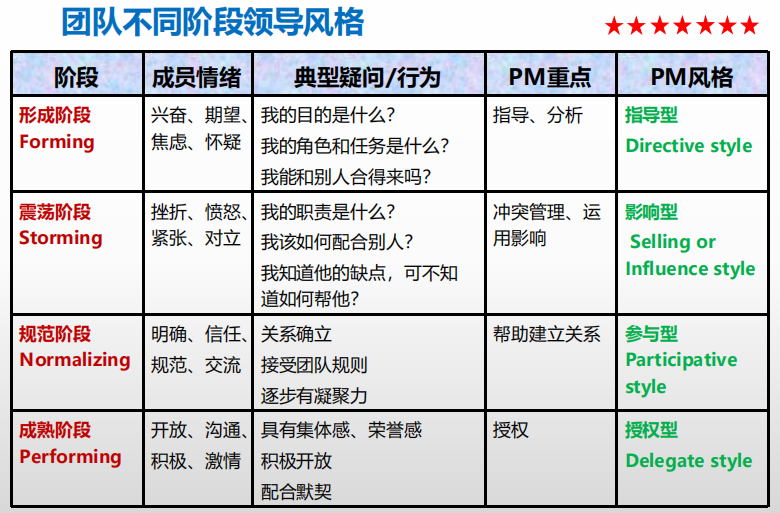 团队不同阶段领导风格
★★★★★★★
阶段
成员情绪
典型疑问/行为
PM重点
PM风格
形成阶段
Forming
兴奋、期望、
焦虑、怀疑
我的目的是什么?
我的角色和任务是什么?
我能和别人合得来吗?
指导、分析
指导型
Directive style
震荡阶段
Storming
挫折、愤怒、
紧张、对立
我的职责是什么?
我该如何配合别人?
我知道他的缺点，可不知
道如何帮他?
冲突管理、运
用影响
影响型
Selling or
Influence style
规范阶段
Normalizing
明确、信任、
规范、交流
关系确立
接受团队规则
逐步有凝聚力
帮助建立关系
参与型
Participative
style
成熟阶段
Performing
开放、沟通、
积极、激情
具有集体感、荣誉感
积极开放
配合默契
授权
授权型
Delegate style